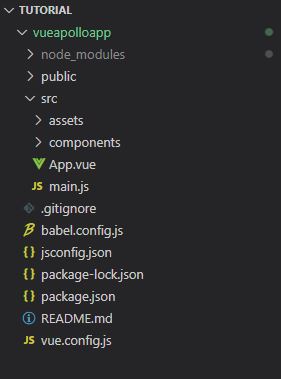 TUTORIAL
vueapolloapp
node_modules
public
src
assets
components
App.vue
JS main.js
.gitignore
babel.config.js
{} jsconfig.json
{} package-lock.json
{} package.json
README.md
JS vue.config.js